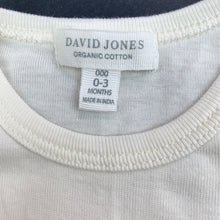 DAVID JONES
ORGANIC COTTON
000
0-3
MONTHS
MADE IN INDIA